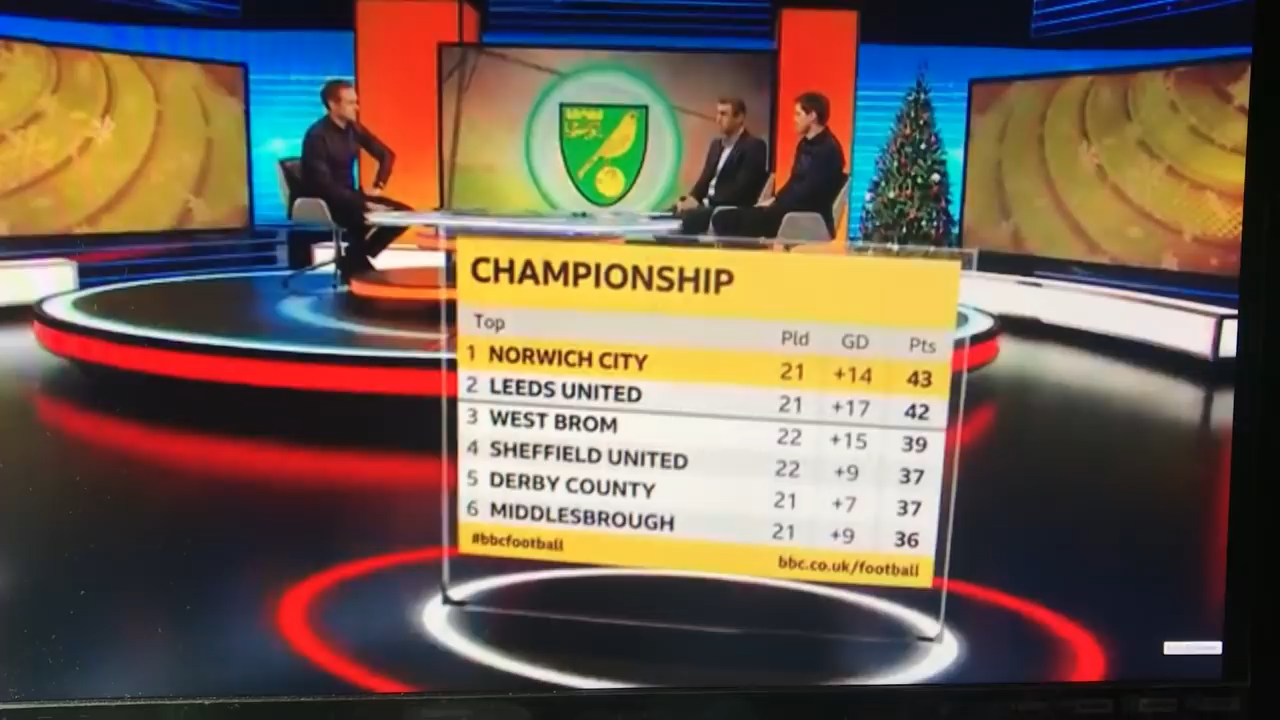 CHAMPIONSHIP
Top Pld GD Pts
1 NORWICH CITY 21 +14 43
2 LEEDS UNITED 21 +17 42
3 WEST BROM 22 +15 39
4 SHEFFIELD UNITED 22 +9 37
5 DERBY COUNTY 21 +7 37
6 MIDDLESBROUGH 21 +9 36
#bbcfootball bbc.co.uk/football